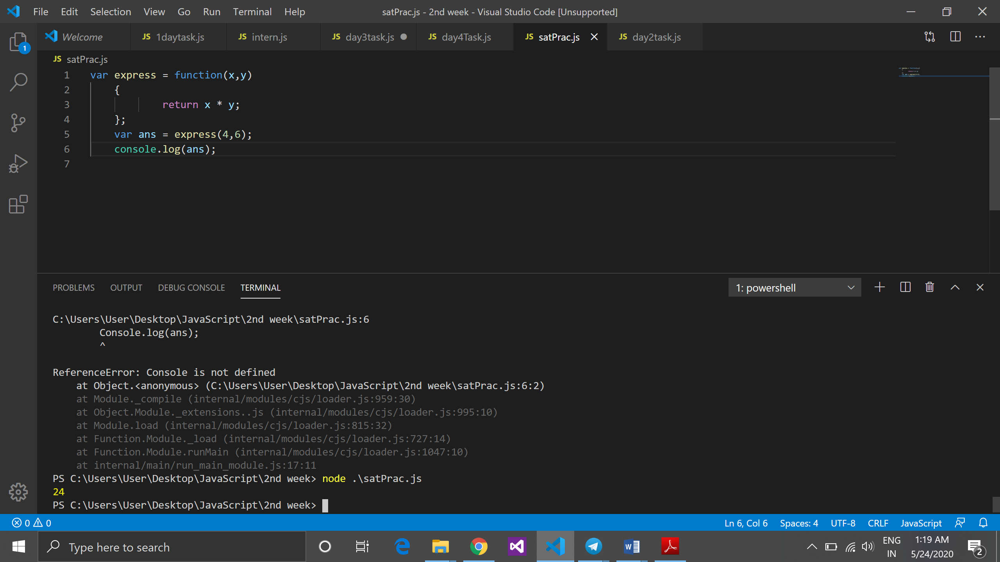 File Edit Selection View Go Run Terminal Help satPrac.js - 2nd week - Visual Studio Code [Unsupported]
Welcome JS 1daytask.js JS intern.js JS day3task.js JS day4Task.js JS satPrac.js JS day2task.js
1
JS satPrac.js
1 var express = function(x,y)
2 {
3 return x * y;
4 };
5 var ans = express(4,6);
6 console.log(ans);
7
PROBLEMS OUTPUT DEBUG CONSOLE TERMINAL 1: powershell
C:\Users\User\Desktop\JavaScript\2nd week\satPrac.js:6
Console.log(ans);
^
ReferenceError: Console is not defined
at Object.<anonymous> (C:\Users\User\Desktop\JavaScript\2nd week\satPrac.js:6:2)
at Module._compile (internal/modules/cjs/loader.js:959:30)
at Object.Module._extensions..js (internal/modules/cjs/loader.js:995:10)
at Module.load (internal/modules/cjs/loader.js:815:32)
at Function.Module._load (internal/modules/cjs/loader.js:727:14)
at Function.Module.runMain (internal/modules/cjs/loader.js:1047:10)
at internal/main/run_main_module.js:17:11
PS C:\Users\User\Desktop\JavaScript\2nd week> node .\satPrac.js
24
PS C:\Users\User\Desktop\JavaScript\2nd week>
0 0 Ln 6, Col 6 Spaces: 4 UTF-8 CRLF JavaScript
Type here to search
ENG
IN
1:19 AM
5/24/2020
2